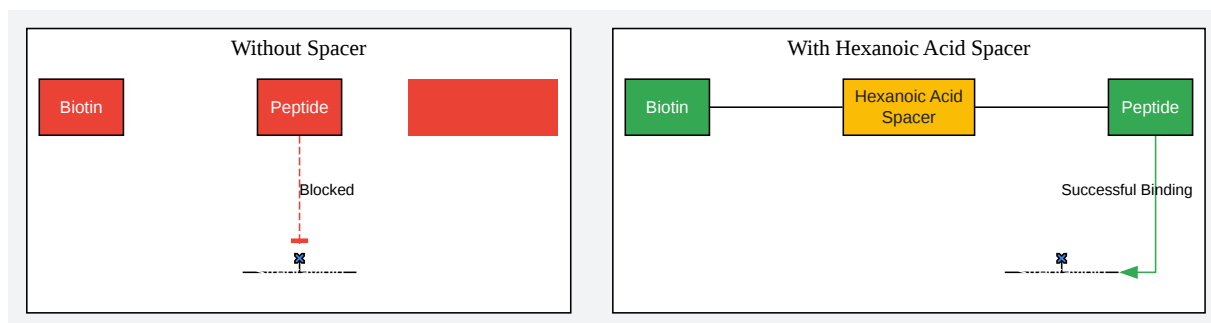 Without Spacer
Biotin
Peptide
Blocked
With Hexanoic Acid Spacer
Biotin
Hexanoic Acid
Spacer
Peptide
Successful Binding